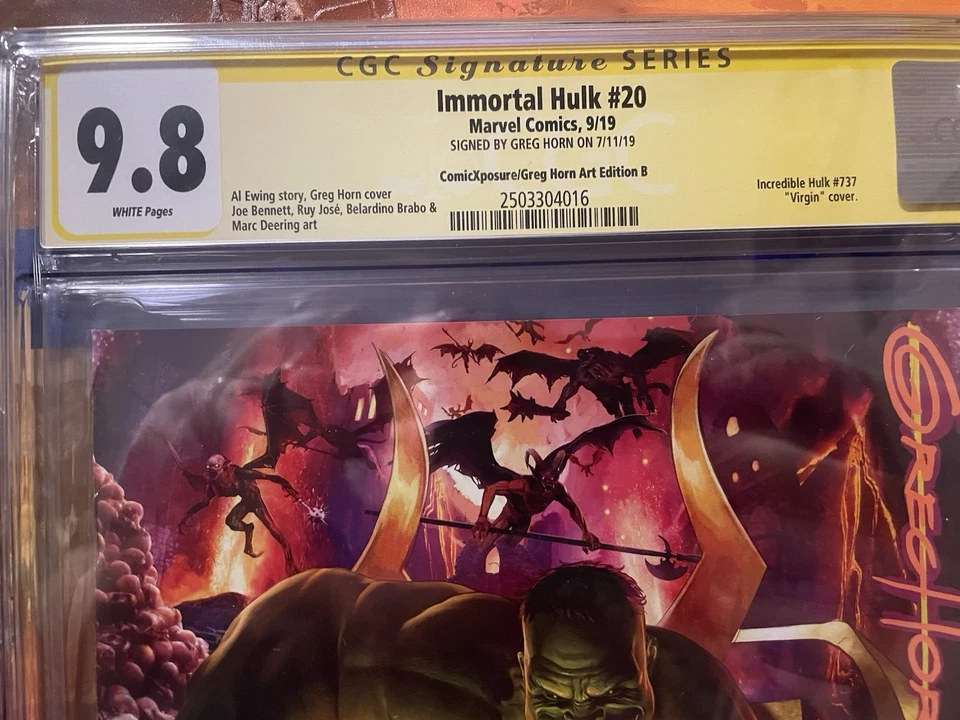 CGC Signature SERIES
9.8
WHITE Pages
Immortal Hulk #20
Marvel Comics, 9/19
SIGNED BY GREG HORN ON 7/11/19
ComicXposure/Greg Horn Art Edition B
2503304016
Al Ewing story, Greg Horn cover
Joe Bennett, Ruy José, Belardino Brabo &
Marc Deering art
Incredible Hulk #737
"Virgin" cover.
GREG HOR